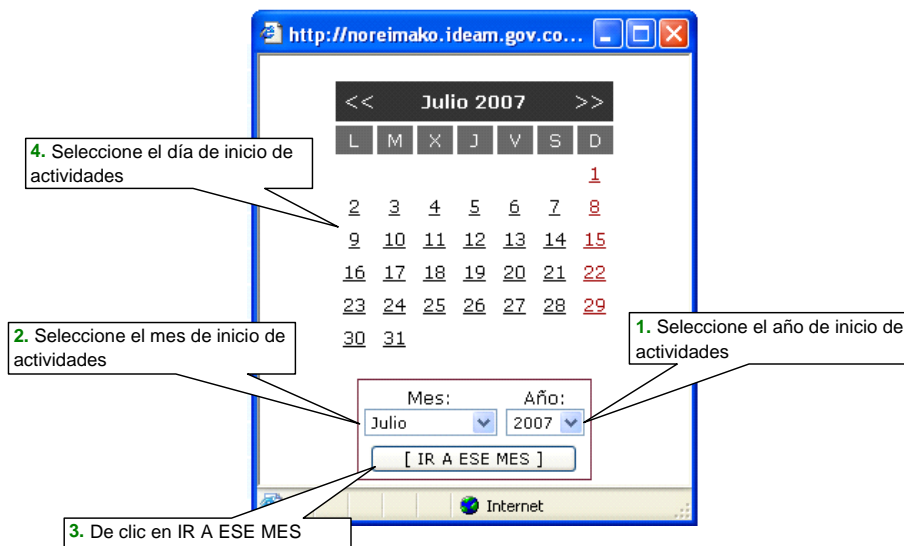 http://noreimako.ideam.gov.co...
<< Julio 2007 >>
L M X J V S D
1
2 3 4 5 6 7 8
9 10 11 12 13 14 15
16 17 18 19 20 21 22
23 24 25 26 27 28 29
30 31
4. Seleccione el día de inicio de
actividades
2. Seleccione el mes de inicio de
actividades
1. Seleccione el año de inicio de
actividades
Mes: Año:
Julio 2007
[ IR A ESE MES ]
Internet
3. De clic en IR A ESE MES